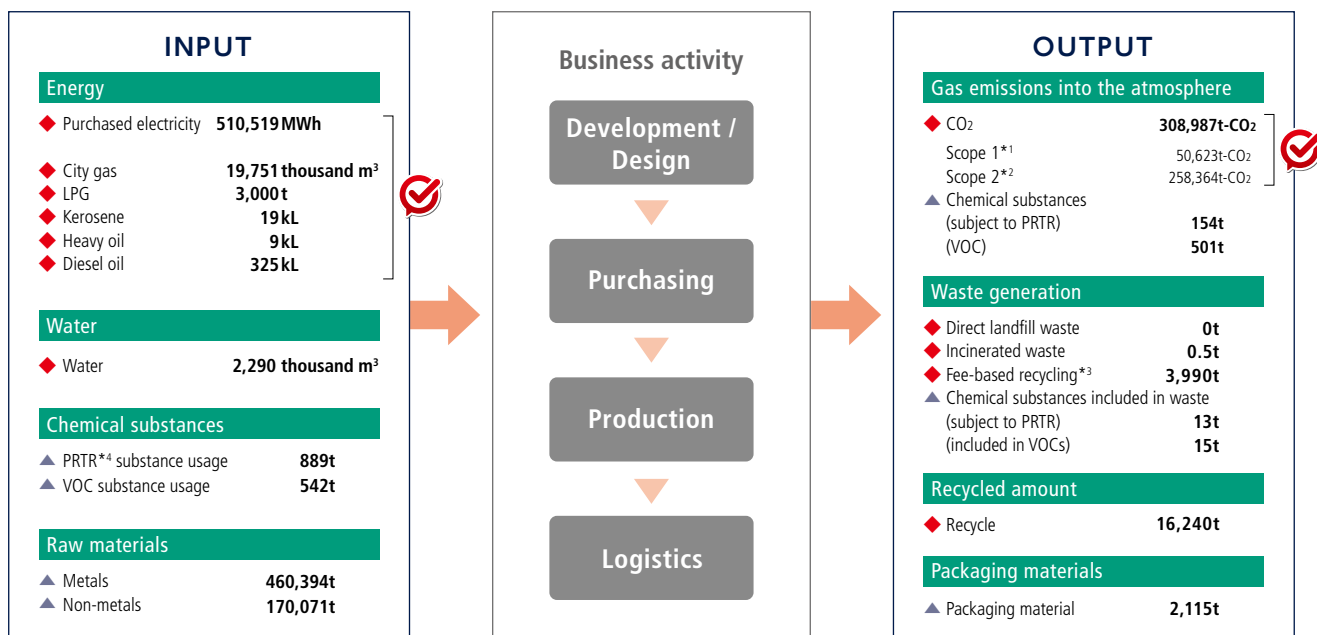 INPUT
Energy
Purchased electricity 510,519 MWh
City gas 19,751 thousand m³
LPG 3,000 t
Kerosene 19 kL
Heavy oil 9 kL
Diesel oil 325 kL
Water
Water 2,290 thousand m³
Chemical substances
PRTR*⁴ substance usage 889t
VOC substance usage 542t
Raw materials
Metals 460,394t
Non-metals 170,071t
Business activity
Development /
Design
Purchasing
Production
Logistics
OUTPUT
Gas emissions into the atmosphere
CO₂ 308,987t-CO₂
Scope 1*¹ 50,623t-CO₂
Scope 2*² 258,364t-CO₂
Chemical substances
(subject to PRTR) 154t
(VOC) 501t
Waste generation
Direct landfill waste 0t
Incinerated waste 0.5t
Fee-based recycling*³ 3,990t
Chemical substances included in waste
(subject to PRTR) 13t
(included in VOCs) 15t
Recycled amount
Recycle 16,240t
Packaging materials
Packaging material 2,115t